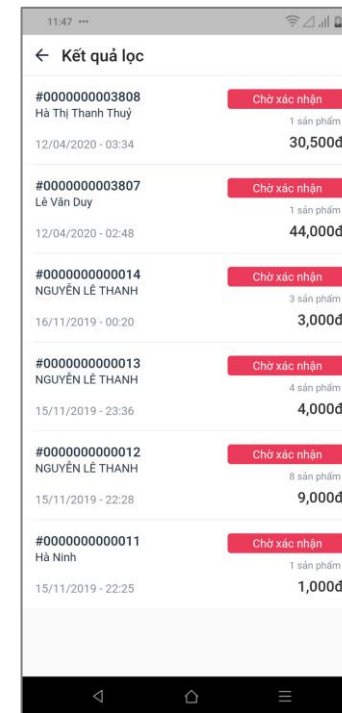 11:47 •••
← Kết quả lọc
#0000000003808
Chờ xác nhận
Hà Thị Thanh Thuý
1 sản phẩm
12/04/2020 - 03:34
30,500đ
#0000000003807
Chờ xác nhận
Lê Văn Duy
1 sản phẩm
12/04/2020 - 02:48
44,000đ
#0000000000014
Chờ xác nhận
NGUYỄN LÊ THANH
3 sản phẩm
16/11/2019 - 00:20
3,000đ
#0000000000013
Chờ xác nhận
NGUYỄN LÊ THANH
4 sản phẩm
15/11/2019 - 23:36
4,000đ
#0000000000012
Chờ xác nhận
NGUYỄN LÊ THANH
8 sản phẩm
15/11/2019 - 22:28
9,000đ
#0000000000011
Chờ xác nhận
Hà Ninh
1 sản phẩm
15/11/2019 - 22:25
1,000đ